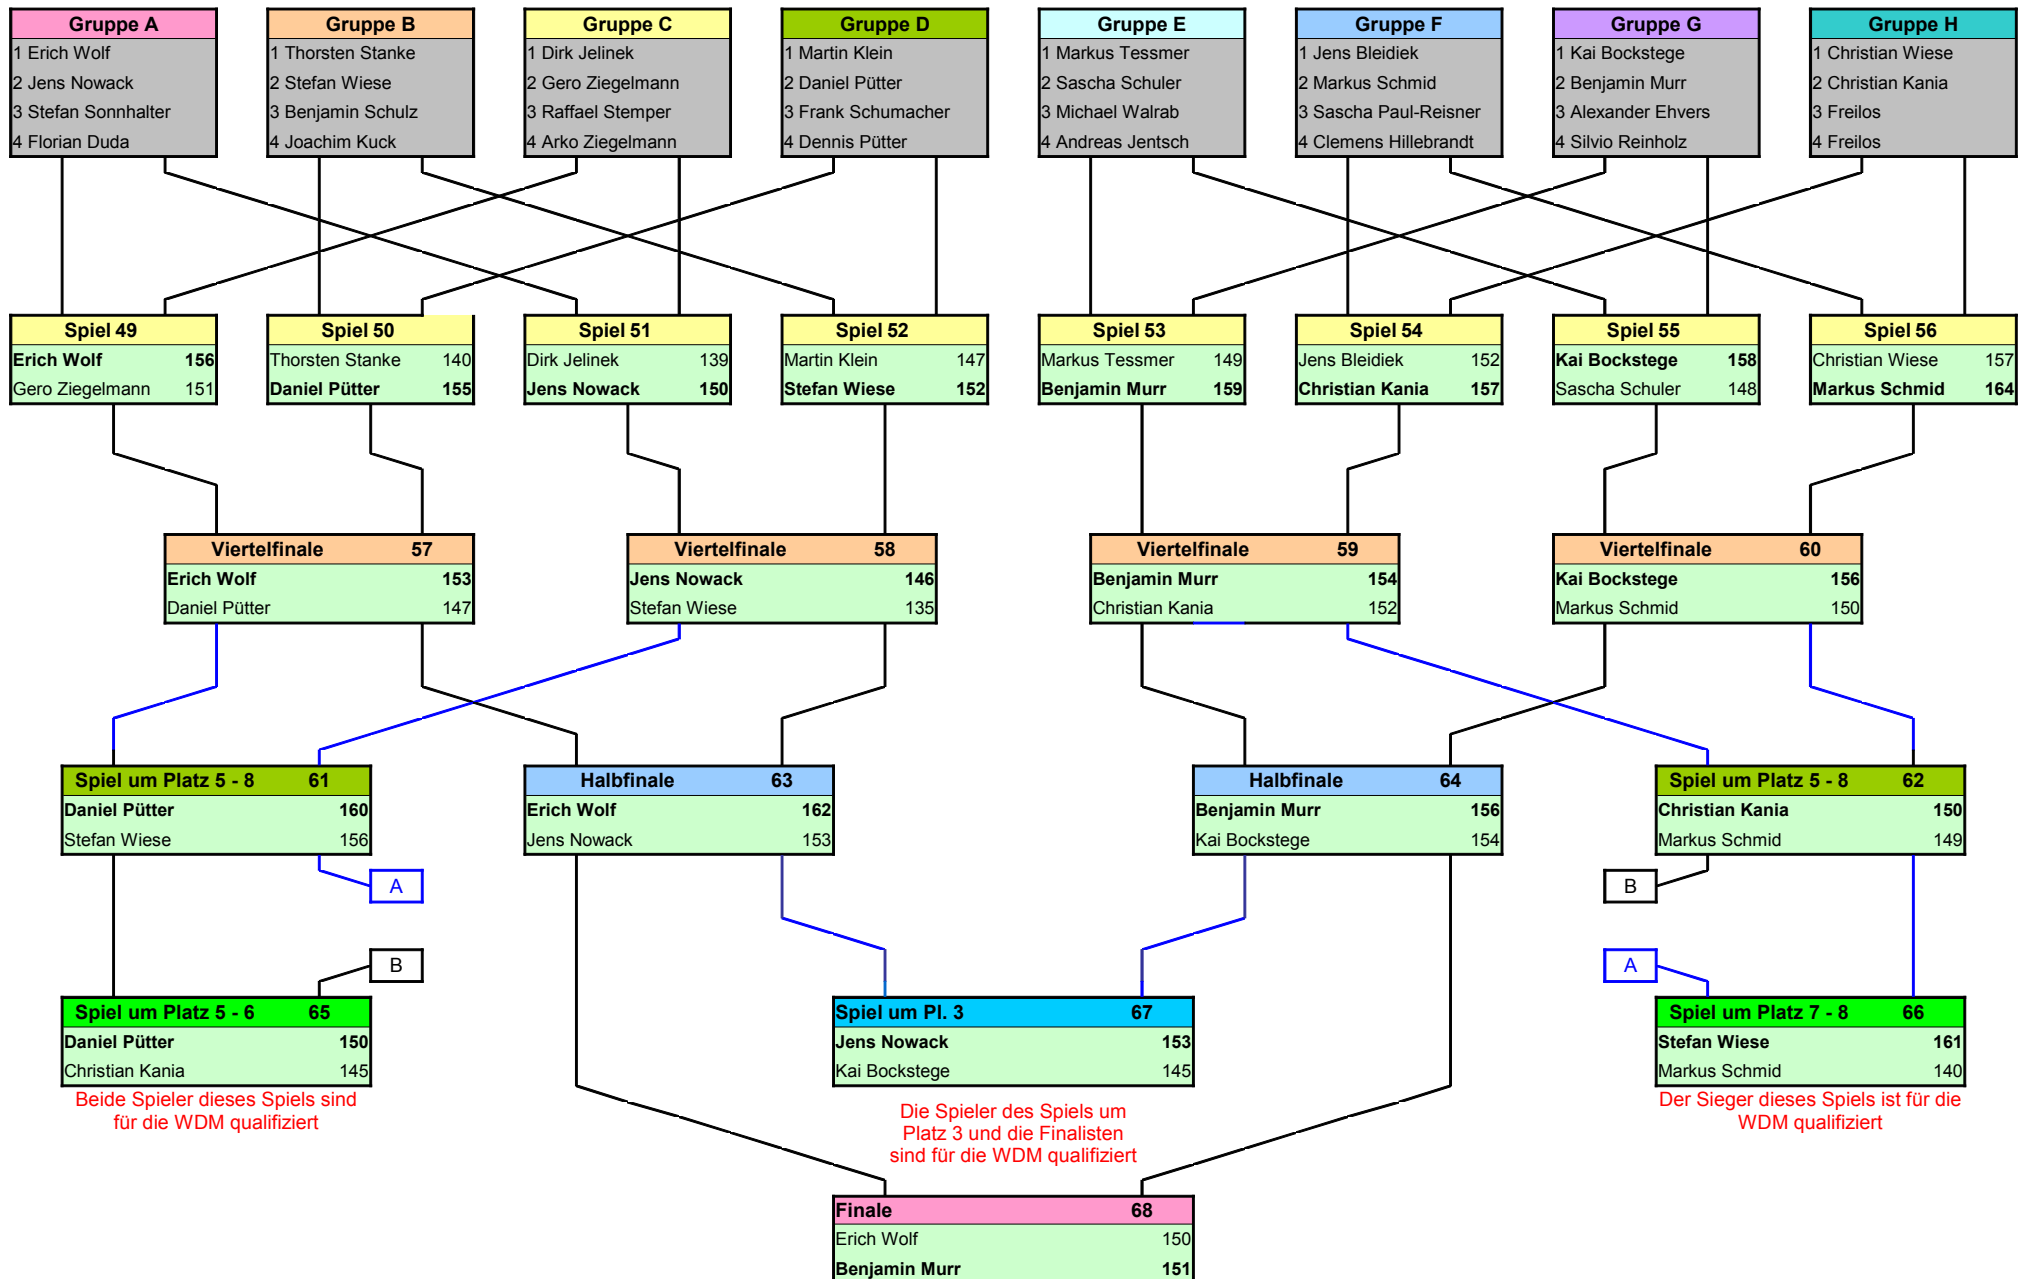 Gruppe A
1 Erich Wolf
2 Jens Nowack
3 Stefan Sonnhalter
4 Florian Duda
Gruppe B
1 Thorsten Stanke
2 Stefan Wiese
3 Benjamin Schulz
4 Joachim Kuck
Gruppe C
1 Dirk Jelinek
2 Gero Ziegelmann
3 Raffael Stemper
4 Arko Ziegelmann
Gruppe D
1 Martin Klein
2 Daniel Pütter
3 Frank Schumacher
4 Dennis Pütter
Gruppe E
1 Markus Tessmer
2 Sascha Schuler
3 Michael Walrab
4 Andreas Jentsch
Gruppe F
1 Jens Bleidiek
2 Markus Schmid
3 Sascha Paul-Reisner
4 Clemens Hillebrandt
Gruppe G
1 Kai Bockstege
2 Benjamin Murr
3 Alexander Ehvers
4 Silvio Reinholz
Gruppe H
1 Christian Wiese
2 Christian Kania
3 Freilos
4 Freilos
Spiel 49
Erich Wolf 156
Gero Ziegelmann 151
Spiel 50
Thorsten Stanke 140
Daniel Pütter 155
Spiel 51
Dirk Jelinek 139
Jens Nowack 150
Spiel 52
Martin Klein 147
Stefan Wiese 152
Spiel 53
Markus Tessmer 149
Benjamin Murr 159
Spiel 54
Jens Bleidiek 152
Christian Kania 157
Spiel 55
Kai Bockstege 158
Sascha Schuler 148
Spiel 56
Christian Wiese 157
Markus Schmid 164
Viertelfinale 57
Erich Wolf 153
Daniel Pütter 147
Viertelfinale 58
Jens Nowack 146
Stefan Wiese 135
Viertelfinale 59
Benjamin Murr 154
Christian Kania 152
Viertelfinale 60
Kai Bockstege 156
Markus Schmid 150
Spiel um Platz 5 - 8 61
Daniel Pütter 160
Stefan Wiese 156
Halbfinale 63
Erich Wolf 162
Jens Nowack 153
Halbfinale 64
Benjamin Murr 156
Kai Bockstege 154
Spiel um Platz 5 - 8 62
Christian Kania 150
Markus Schmid 149
A
B
B
A
Spiel um Platz 5 - 6 65
Daniel Pütter 150
Christian Kania 145
Beide Spieler dieses Spiels sind
für die WDM qualifiziert
Spiel um Pl. 3 67
Jens Nowack 153
Kai Bockstege 145
Die Spieler des Spiels um
Platz 3 und die Finalisten
sind für die WDM qualifiziert
Spiel um Platz 7 - 8 66
Stefan Wiese 161
Markus Schmid 140
Der Sieger dieses Spiels ist für die
WDM qualifiziert
Finale 68
Erich Wolf 150
Benjamin Murr 151